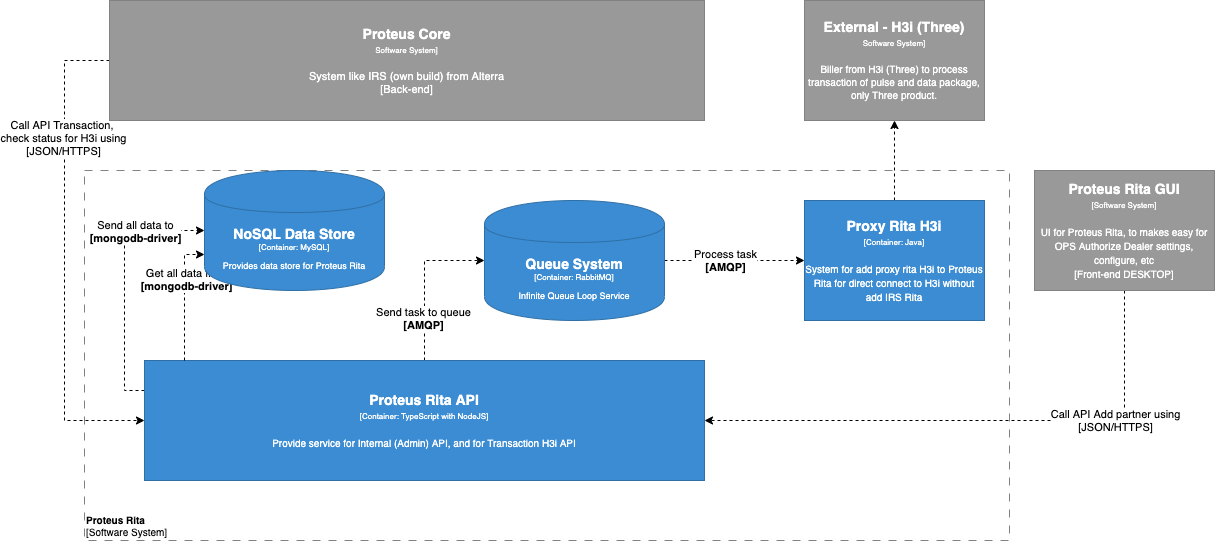 Proteus Core
Software System]
System like IRS (own build) from Alterra
[Back-end]
External - H3i (Three)
Software System]
Biller from H3i (Three) to process
transaction of pulse and data package,
only Three product.
Call API Transaction,
check status for H3i using
[JSON/HTTPS]
NoSQL Data Store
[Container: MySQL]
Provides data store for Proteus Rita
Send all data to
[mongodb-driver]
Get all data
[mongodb-driver]
Queue System
[Container: RabbitMQ]
Infinite Queue Loop Service
Send task to queue
[AMQP]
Process task
[AMQP]
Proxy Rita H3i
[Container: Java]
System for add proxy rita H3i to Proteus
Rita for direct connect to H3i without
add IRS Rita
Proteus Rita GUI
[Software System]
UI for Proteus Rita, to makes easy for
OPS Authorize Dealer settings,
configure, etc
[Front-end DESKTOP]
Proteus Rita API
[Container: TypeScript with NodeJS]
Provide service for Internal (Admin) API, and for Transaction H3i API
Call API Add partner using
[JSON/HTTPS]
Proteus Rita
[Software System]